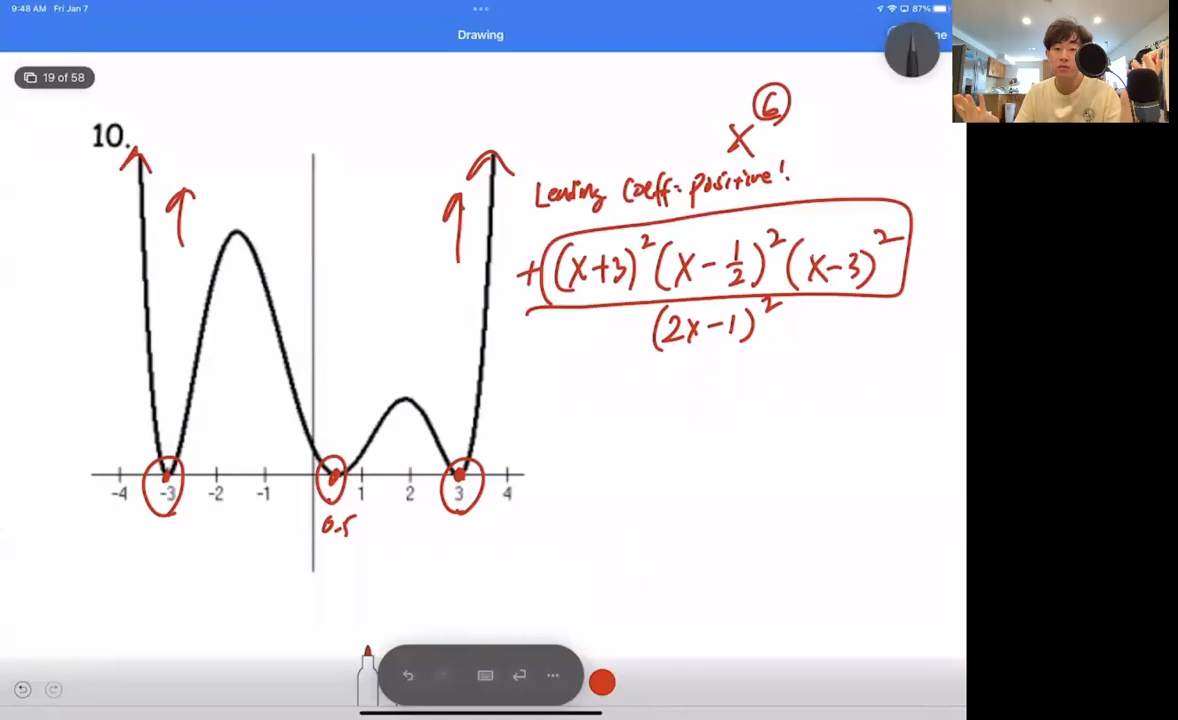 9:48 AM Fri Jan 7
87%
Drawing
19 of 58
10.
x^6
Leading Coeff = positive!
+(x+3)^2(x-1/2)^2(x-3)^2
(2x-1)^2
-4 -3 -2 -1 1 2 3 4
0.5